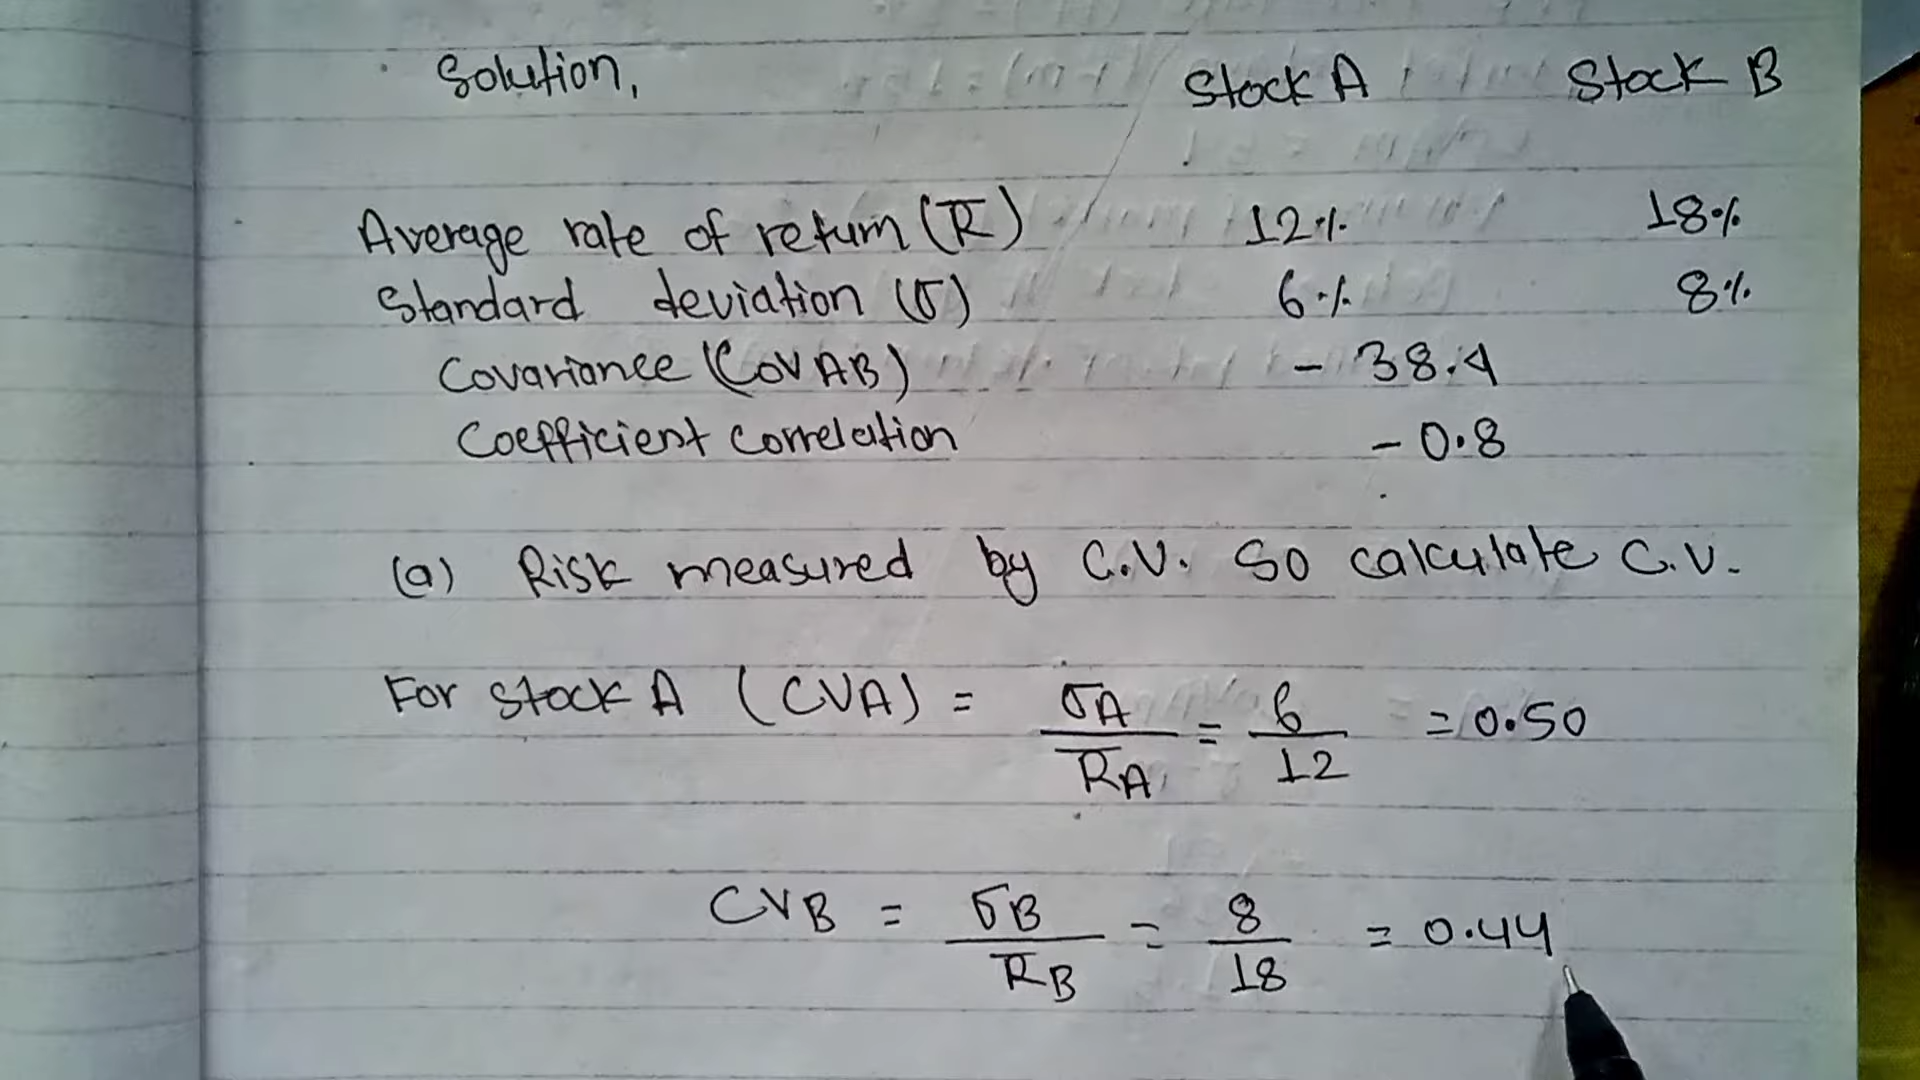 Solution, Stock A Stock B
Average rate of return (R̅) 12% 18%
Standard deviation (σ) 6% 8%
Covariance (Cov AB) - 38.4
Coefficient correlation - 0.8
(a) Risk measured by C.V. So calculate C.V.
For stock A (CVA) = σA / R̅A = 6 / 12 = 0.50
CVB = σB / R̅B = 8 / 18 = 0.44